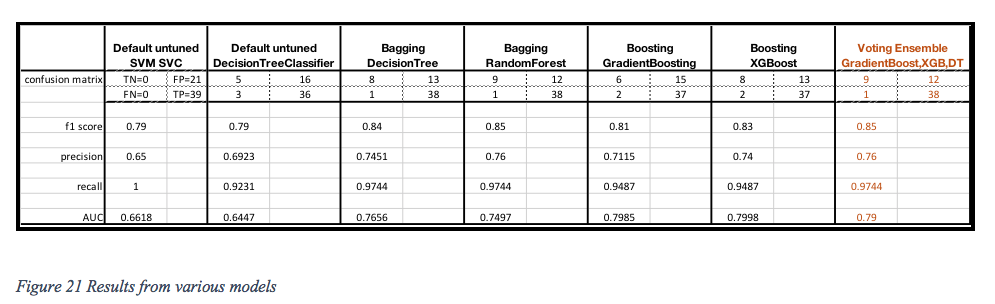 Default untuned Default untuned Bagging Bagging Boosting Boosting Voting Ensemble
SVM SVC DecisionTreeClassifier DecisionTree RandomForest GradientBoosting XGBoost GradientBoost,XGB,DT
confusion matrix TN=0 FP=21 5 16 8 13 9 12 6 15 8 13 9 12
FN=0 TP=39 3 36 1 38 1 38 2 37 2 37 1 38
f1 score 0.79 0.79 0.84 0.85 0.81 0.83 0.85
precision 0.65 0.6923 0.7451 0.76 0.7115 0.74 0.76
recall 1 0.9231 0.9744 0.9744 0.9487 0.9487 0.9744
AUC 0.6618 0.6447 0.7656 0.7497 0.7985 0.7998 0.79
Figure 21 Results from various models